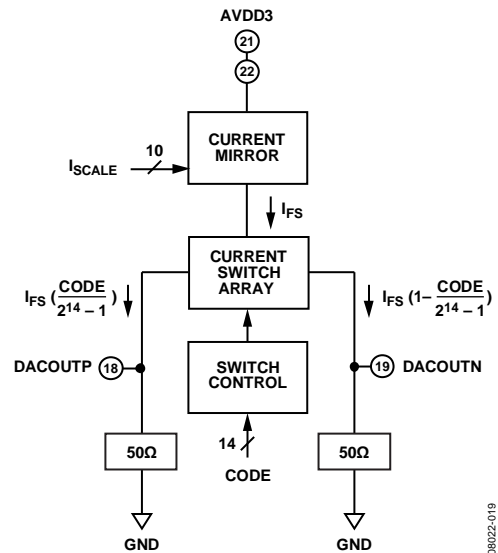 AVDD3
21
22
CURRENT
MIRROR
10
ISCALE
IFS
CURRENT
SWITCH
ARRAY
IFS (CODE / 2^14 – 1)
IFS (1– CODE / 2^14 – 1)
DACOUTP 18
19 DACOUTN
SWITCH
CONTROL
50Ω
14
CODE
50Ω
GND
GND
08022-019